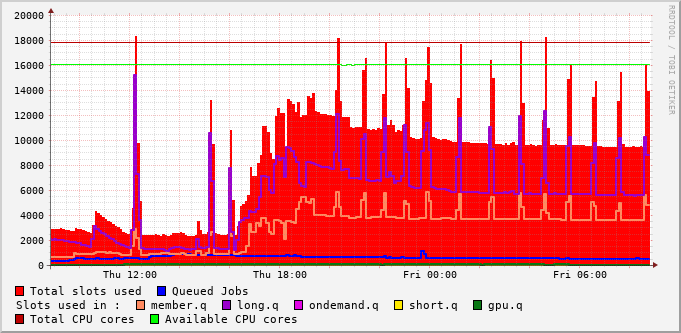 RRDTOOL / TOBI OETIKER
20000
18000
16000
14000
12000
10000
8000
6000
4000
2000
0
Thu 12:00 Thu 18:00 Fri 00:00 Fri 06:00
Total slots used Queued Jobs
Slots used in : member.q long.q ondemand.q short.q gpu.q
Total CPU cores Available CPU cores